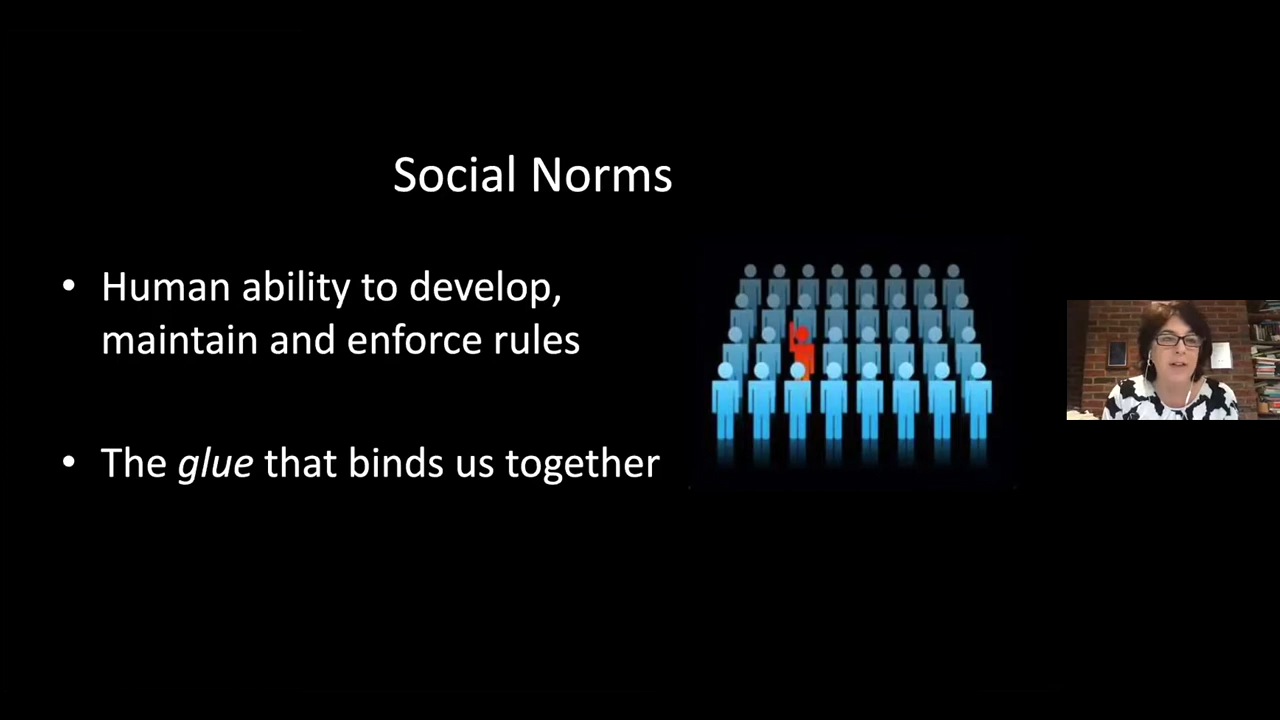 Social Norms
• Human ability to develop,
maintain and enforce rules
• The glue that binds us together